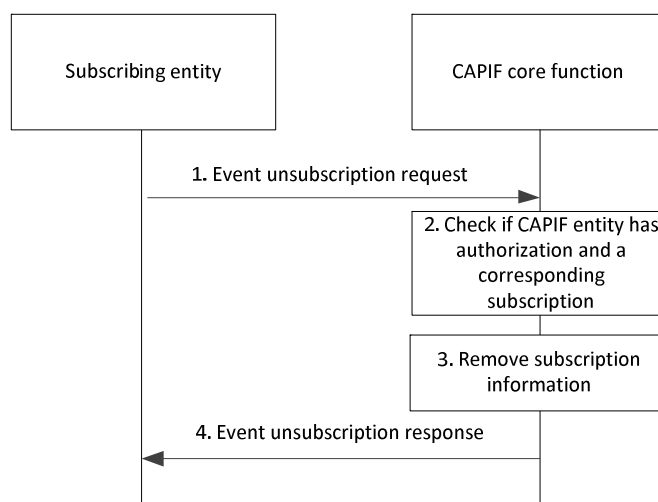 Subscribing entity
CAPIF core function
1. Event unsubscription request
2. Check if CAPIF entity has
authorization and a
corresponding
subscription
3. Remove subscription
information
4. Event unsubscription response